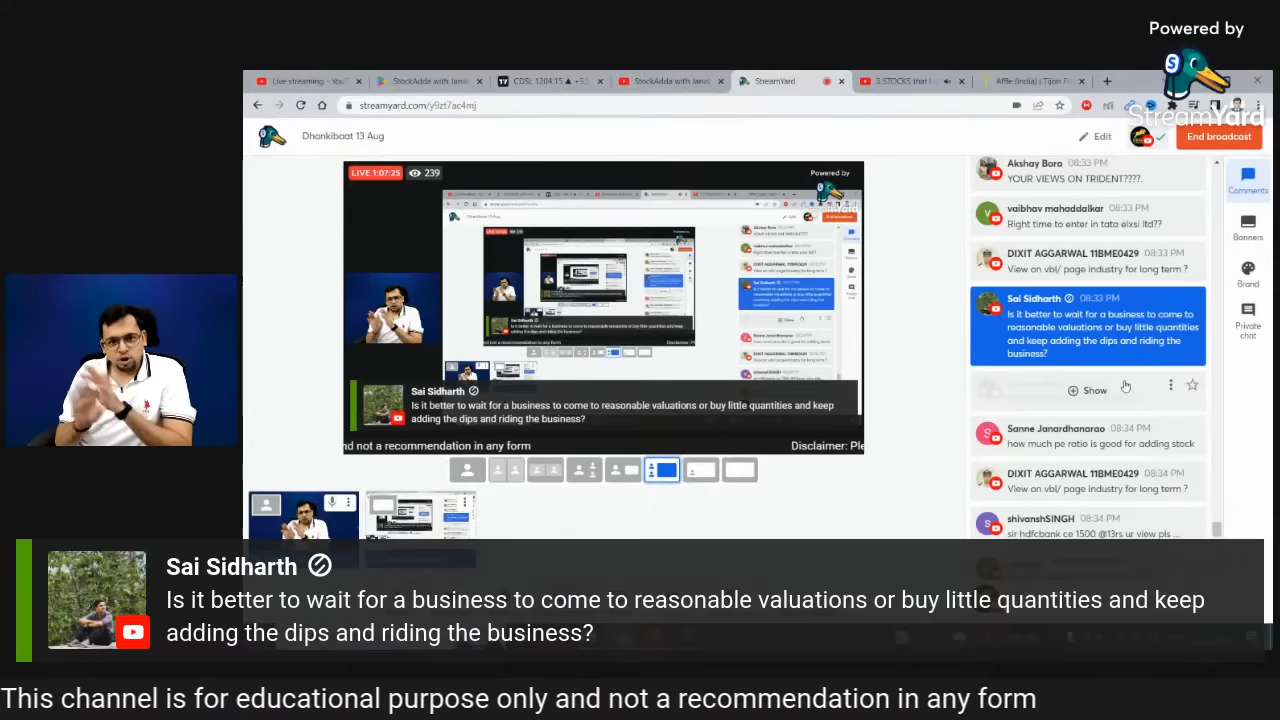 Powered by
StreamYard
Live streaming - YouT
StockAdda with Janar
CDSL 1204.15 ▲ +3.5
StockAdda with Janar
StreamYard
3 STOCKS that
Affle (India) | Tijori
streamyard.com/y9zt7ac4mj
Dhankibaat 13 Aug
Edit
End broadcast
LIVE 1:07:25
239
Powered by
Sai Sidharth
Is it better to wait for a business to come to reasonable valuations or buy little quantities and keep
adding the dips and riding the business?
nd not a recommendation in any form
Disclaimer: Ple
Akshay Bora 08:33 PM
YOUR VIEWS ON TRIDENT????.
vaibhav mahaddalkar 08:33 PM
Right time to enter in tata elxsi ltd??
DIXIT AGGARWAL 11BME0429 08:33 PM
View on vbl/ page industry for long term ?
Sai Sidharth 08:33 PM
Is it better to wait for a business to come to
reasonable valuations or buy little quantities
and keep adding the dips and riding the
business?
Show
Sanne Janardhanarao 08:34 PM
how much pe ratio is good for adding stock
DIXIT AGGARWAL 11BME0429 08:34 PM
View on vbl/ page industry for long term ?
shivanshSINGH 08:34 PM
sir hdfcbank ce 1500 @13rs ur view pls ...
Comments
Banners
Brand
Private
chat
Sai Sidharth
Is it better to wait for a business to come to reasonable valuations or buy little quantities and keep
adding the dips and riding the business?
This channel is for educational purpose only and not a recommendation in any form